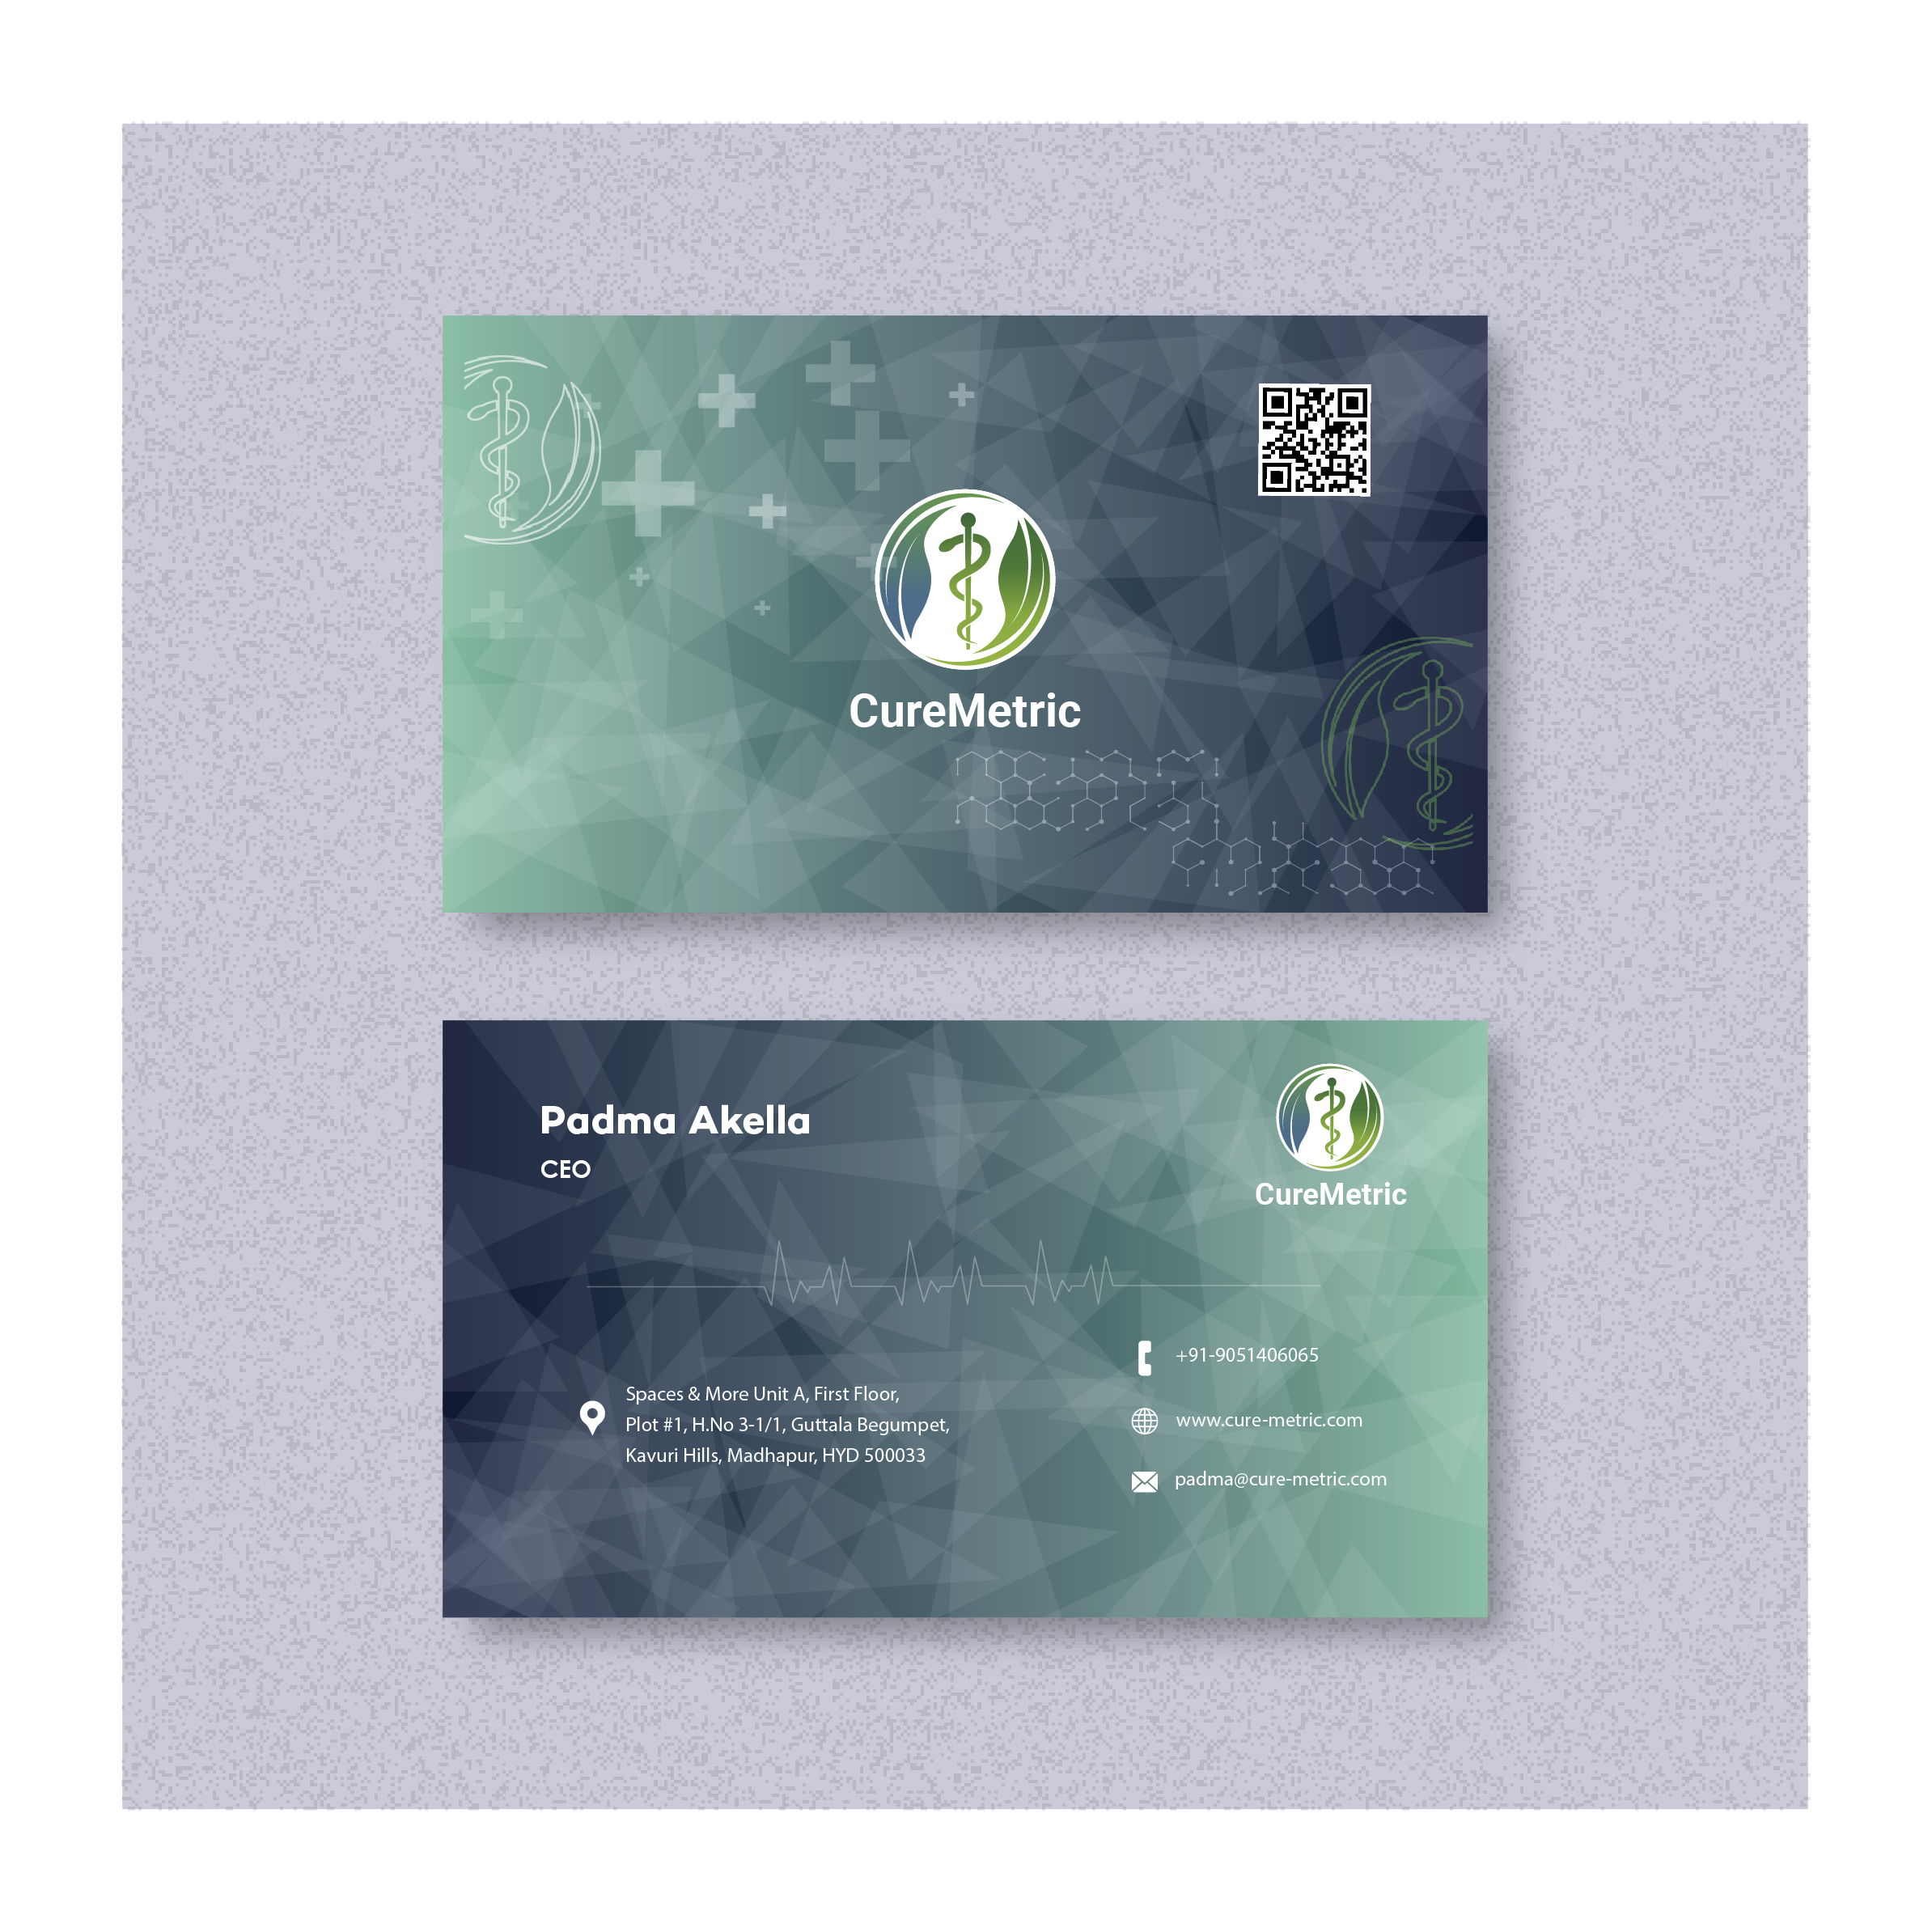 CureMetric
Padma Akella
CEO
CureMetric
+91-9051406065
Spaces & More Unit A, First Floor,
Plot #1, H.No 3-1/1, Guttala Begumpet,
Kavuri Hills, Madhapur, HYD 500033
www.cure-metric.com
padma@cure-metric.com